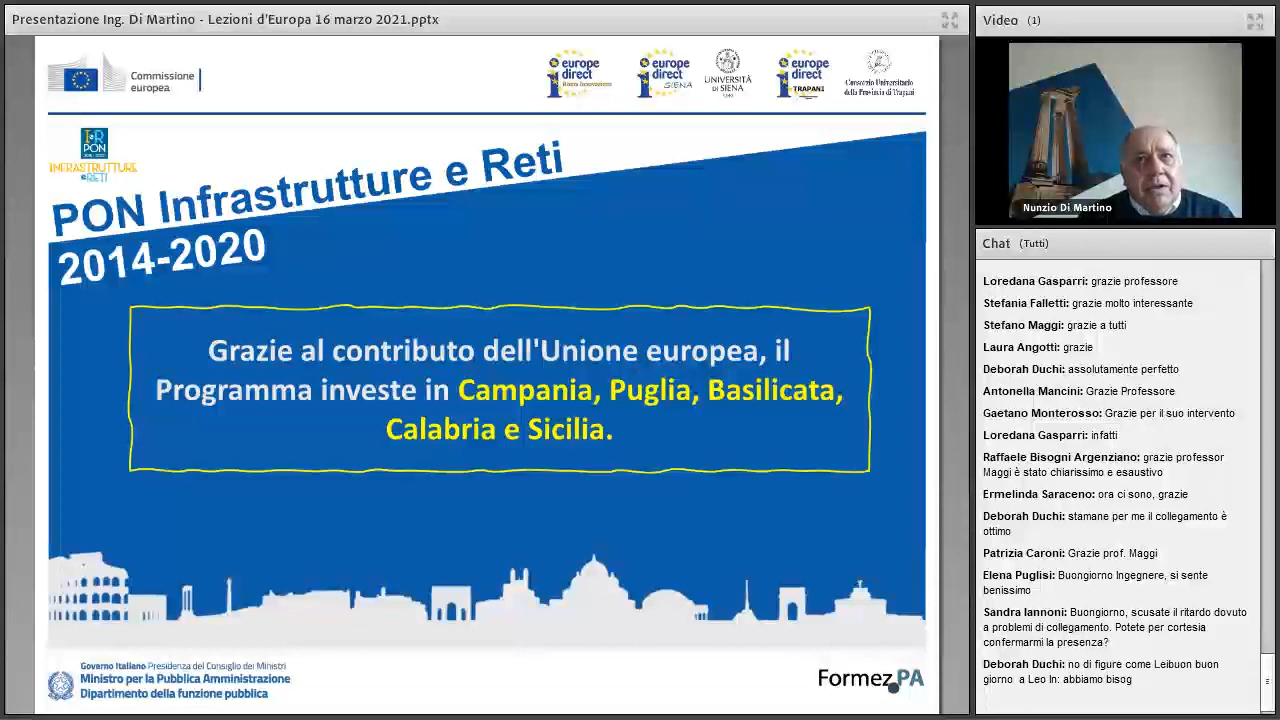 Presentazione Ing. Di Martino - Lezioni d'Europa 16 marzo 2021.pptx
Commissione
europea
europe
direct
Roma Innovazione
europe
direct
SIENA
UNIVERSITÀ
DI SIENA
1240
europe
direct
TRAPANI
Consorzio Universitario
della Provincia di Trapani
PON
INFRASTRUTTURE
e RETI
PON Infrastrutture e Reti
2014-2020
Grazie al contributo dell'Unione europea, il
Programma investe in Campania, Puglia, Basilicata,
Calabria e Sicilia.
Governo Italiano Presidenza del Consiglio dei Ministri
Ministro per la Pubblica Amministrazione
Dipartimento della funzione pubblica
Formez PA
Video (1)
Nunzio Di Martino
Chat (Tutti)
Loredana Gasparri: grazie professore
Stefania Falletti: grazie molto interessante
Stefano Maggi: grazie a tutti
Laura Angotti: grazie
Deborah Duchi: assolutamente perfetto
Antonella Mancini: Grazie Professore
Gaetano Monterosso: Grazie per il suo intervento
Loredana Gasparri: infatti
Raffaele Bisogni Argenziano: grazie professor
Maggi è stato chiarissimo e esaustivo
Ermelinda Saraceno: ora ci sono, grazie
Deborah Duchi: stamane per me il collegamento è
ottimo
Patrizia Caroni: Grazie prof. Maggi
Elena Puglisi: Buongiorno Ingegnere, si sente
benissimo
Sandra Iannoni: Buongiorno, scusate il ritardo dovuto
a problemi di collegamento. Potete per cortesia
confermarmi la presenza?
Deborah Duchi: no di figure come Leibuon buon
giorno a Leo In: abbiamo bisog